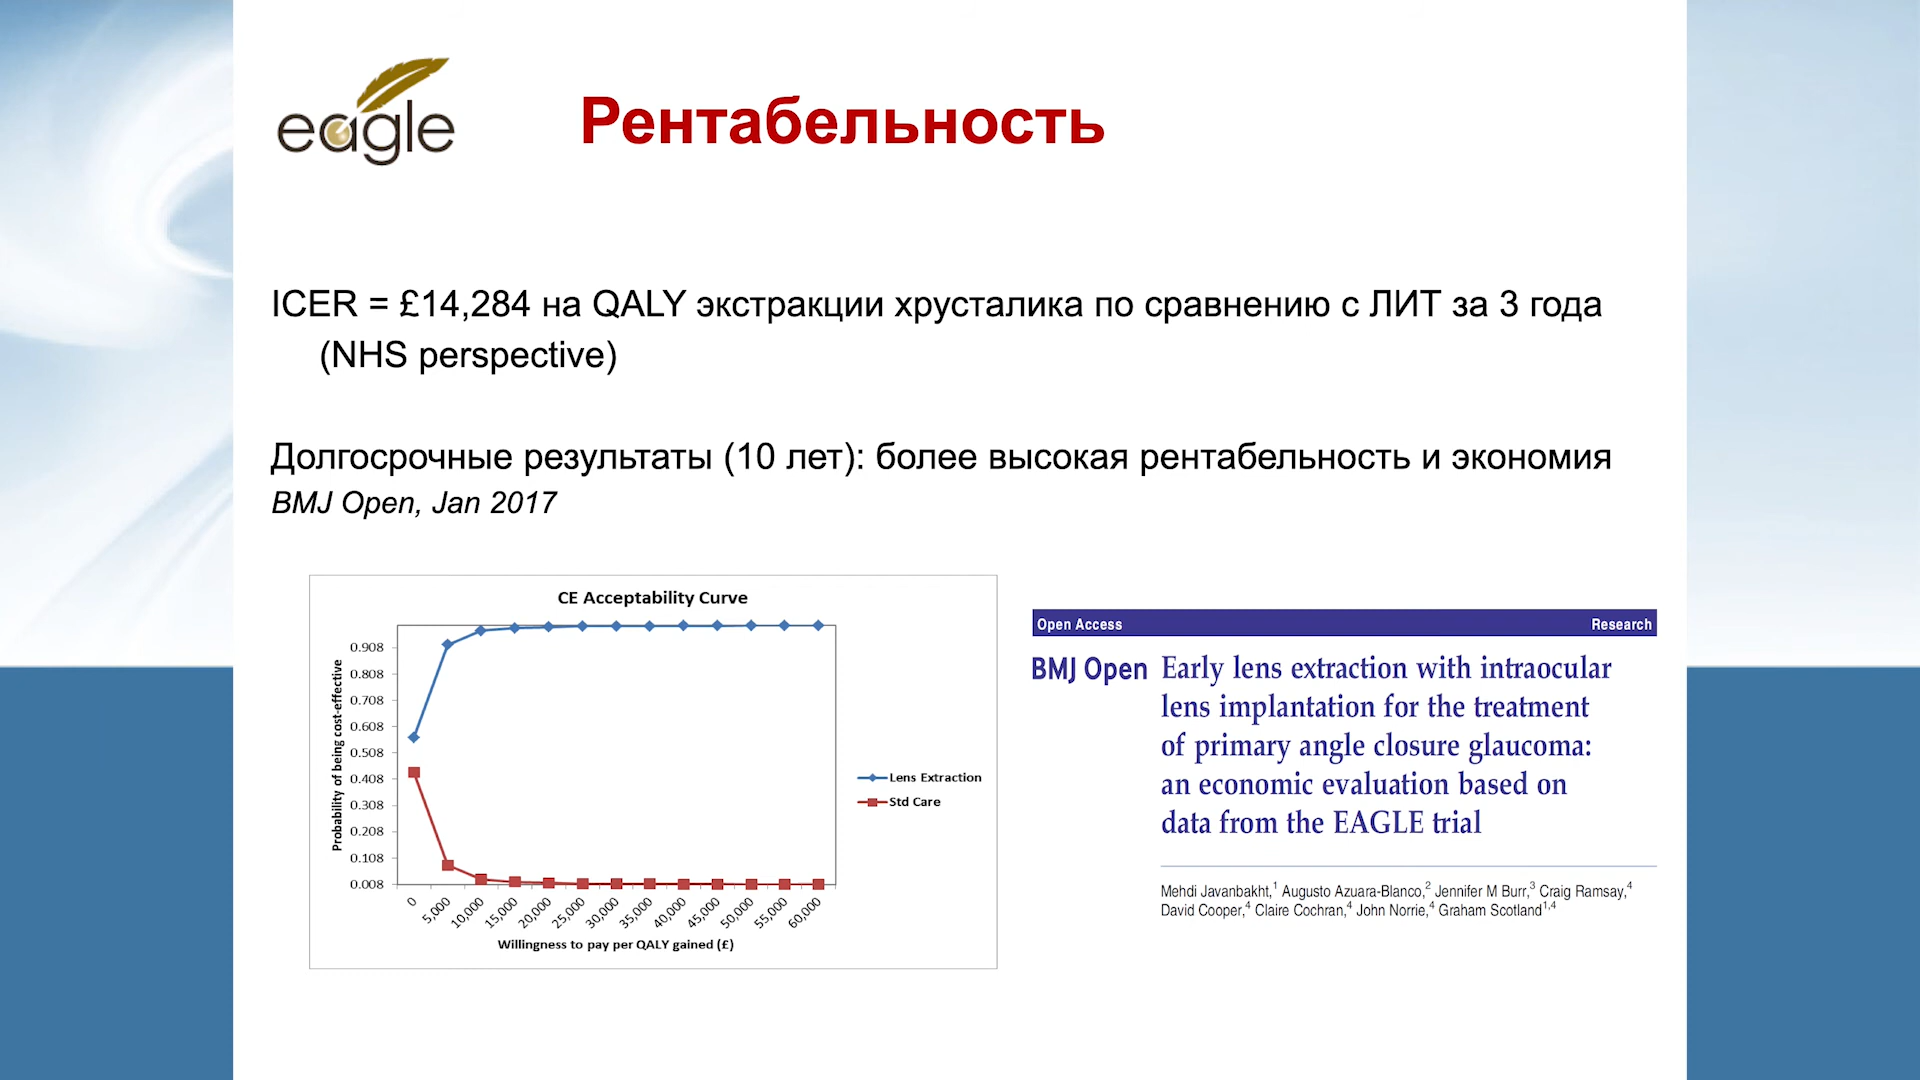 eagle
Рентабельность
ICER = £14,284 на QALY экстракции хрусталика по сравнению с ЛИТ за 3 года
(NHS perspective)
Долгосрочные результаты (10 лет): более высокая рентабельность и экономия
BMJ Open, Jan 2017
CE Acceptability Curve
Probability of being cost-effective
0.908
0.808
0.708
0.608
0.508
0.408
0.308
0.208
0.108
0.008
0 5,000 10,000 15,000 20,000 25,000 30,000 35,000 40,000 45,000 50,000 55,000 60,000
Willingness to pay per QALY gained (£)
Lens Extraction
Std Care
Open Access Research
BMJ Open Early lens extraction with intraocular
lens implantation for the treatment
of primary angle closure glaucoma:
an economic evaluation based on
data from the EAGLE trial
Mehdi Javanbakht,1 Augusto Azuara-Blanco,2 Jennifer M Burr,3 Craig Ramsay,4
David Cooper,4 Claire Cochran,4 John Norrie,4 Graham Scotland1,4